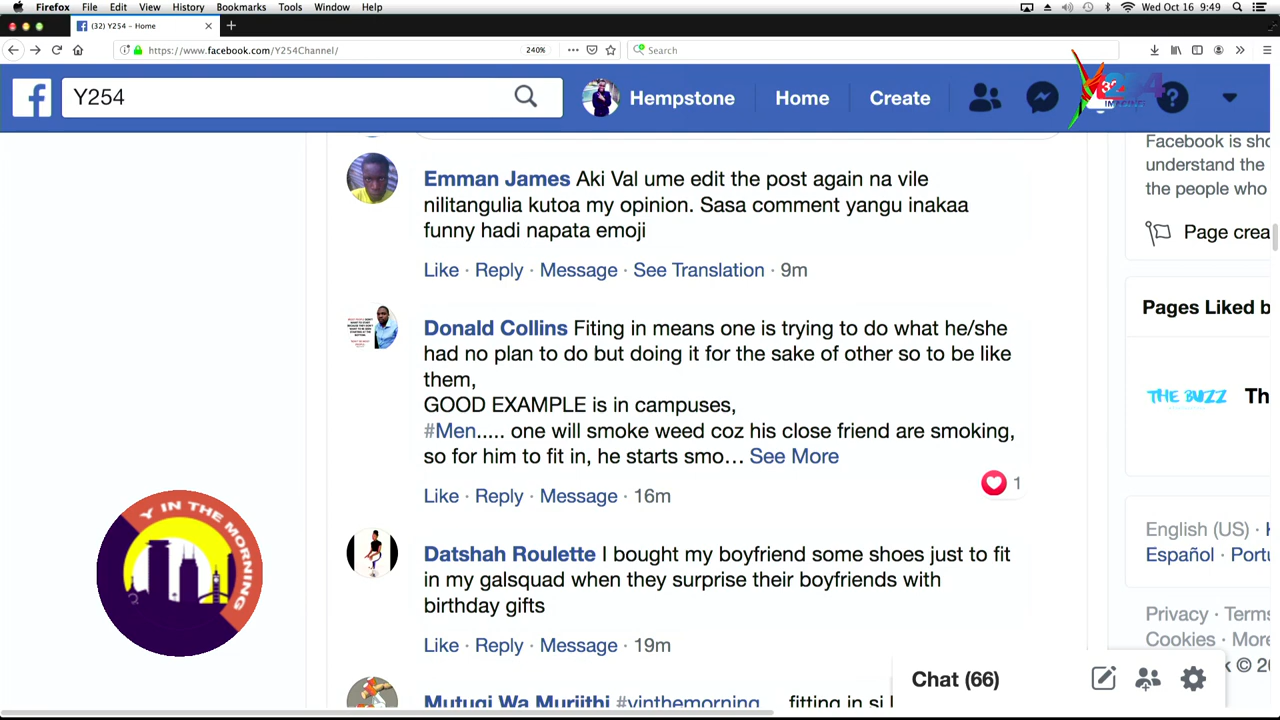 Firefox File Edit View History Bookmarks Tools Window Help Wed Oct 16 9:49
(32) Y254 - Home
https://www.facebook.com/Y254Channel/ 240% Search
Y254 Hempstone Home Create
Facebook is sho
understand the
the people who
Page crea
Emman James Aki Val ume edit the post again na vile
nilitangulia kutoa my opinion. Sasa comment yangu inakaa
funny hadi napata emoji
Like · Reply · Message · See Translation · 9m
Pages Liked b
Donald Collins Fiting in means one is trying to do what he/she
had no plan to do but doing it for the sake of other so to be like
them,
GOOD EXAMPLE is in campuses,
#Men..... one will smoke weed coz his close friend are smoking,
so for him to fit in, he starts smo... See More
1
Like · Reply · Message · 16m
THE BUZZ Th
Y IN THE MORNING
Datshah Roulette I bought my boyfriend some shoes just to fit
in my galsquad when they surprise their boyfriends with
birthday gifts
Like · Reply · Message · 19m
English (US) ·
Español · Portu
Privacy · Terms
Cookies · More
k © 20
Mutugi Wa Muriithi #yinthemorning fitting in si
Chat (66)